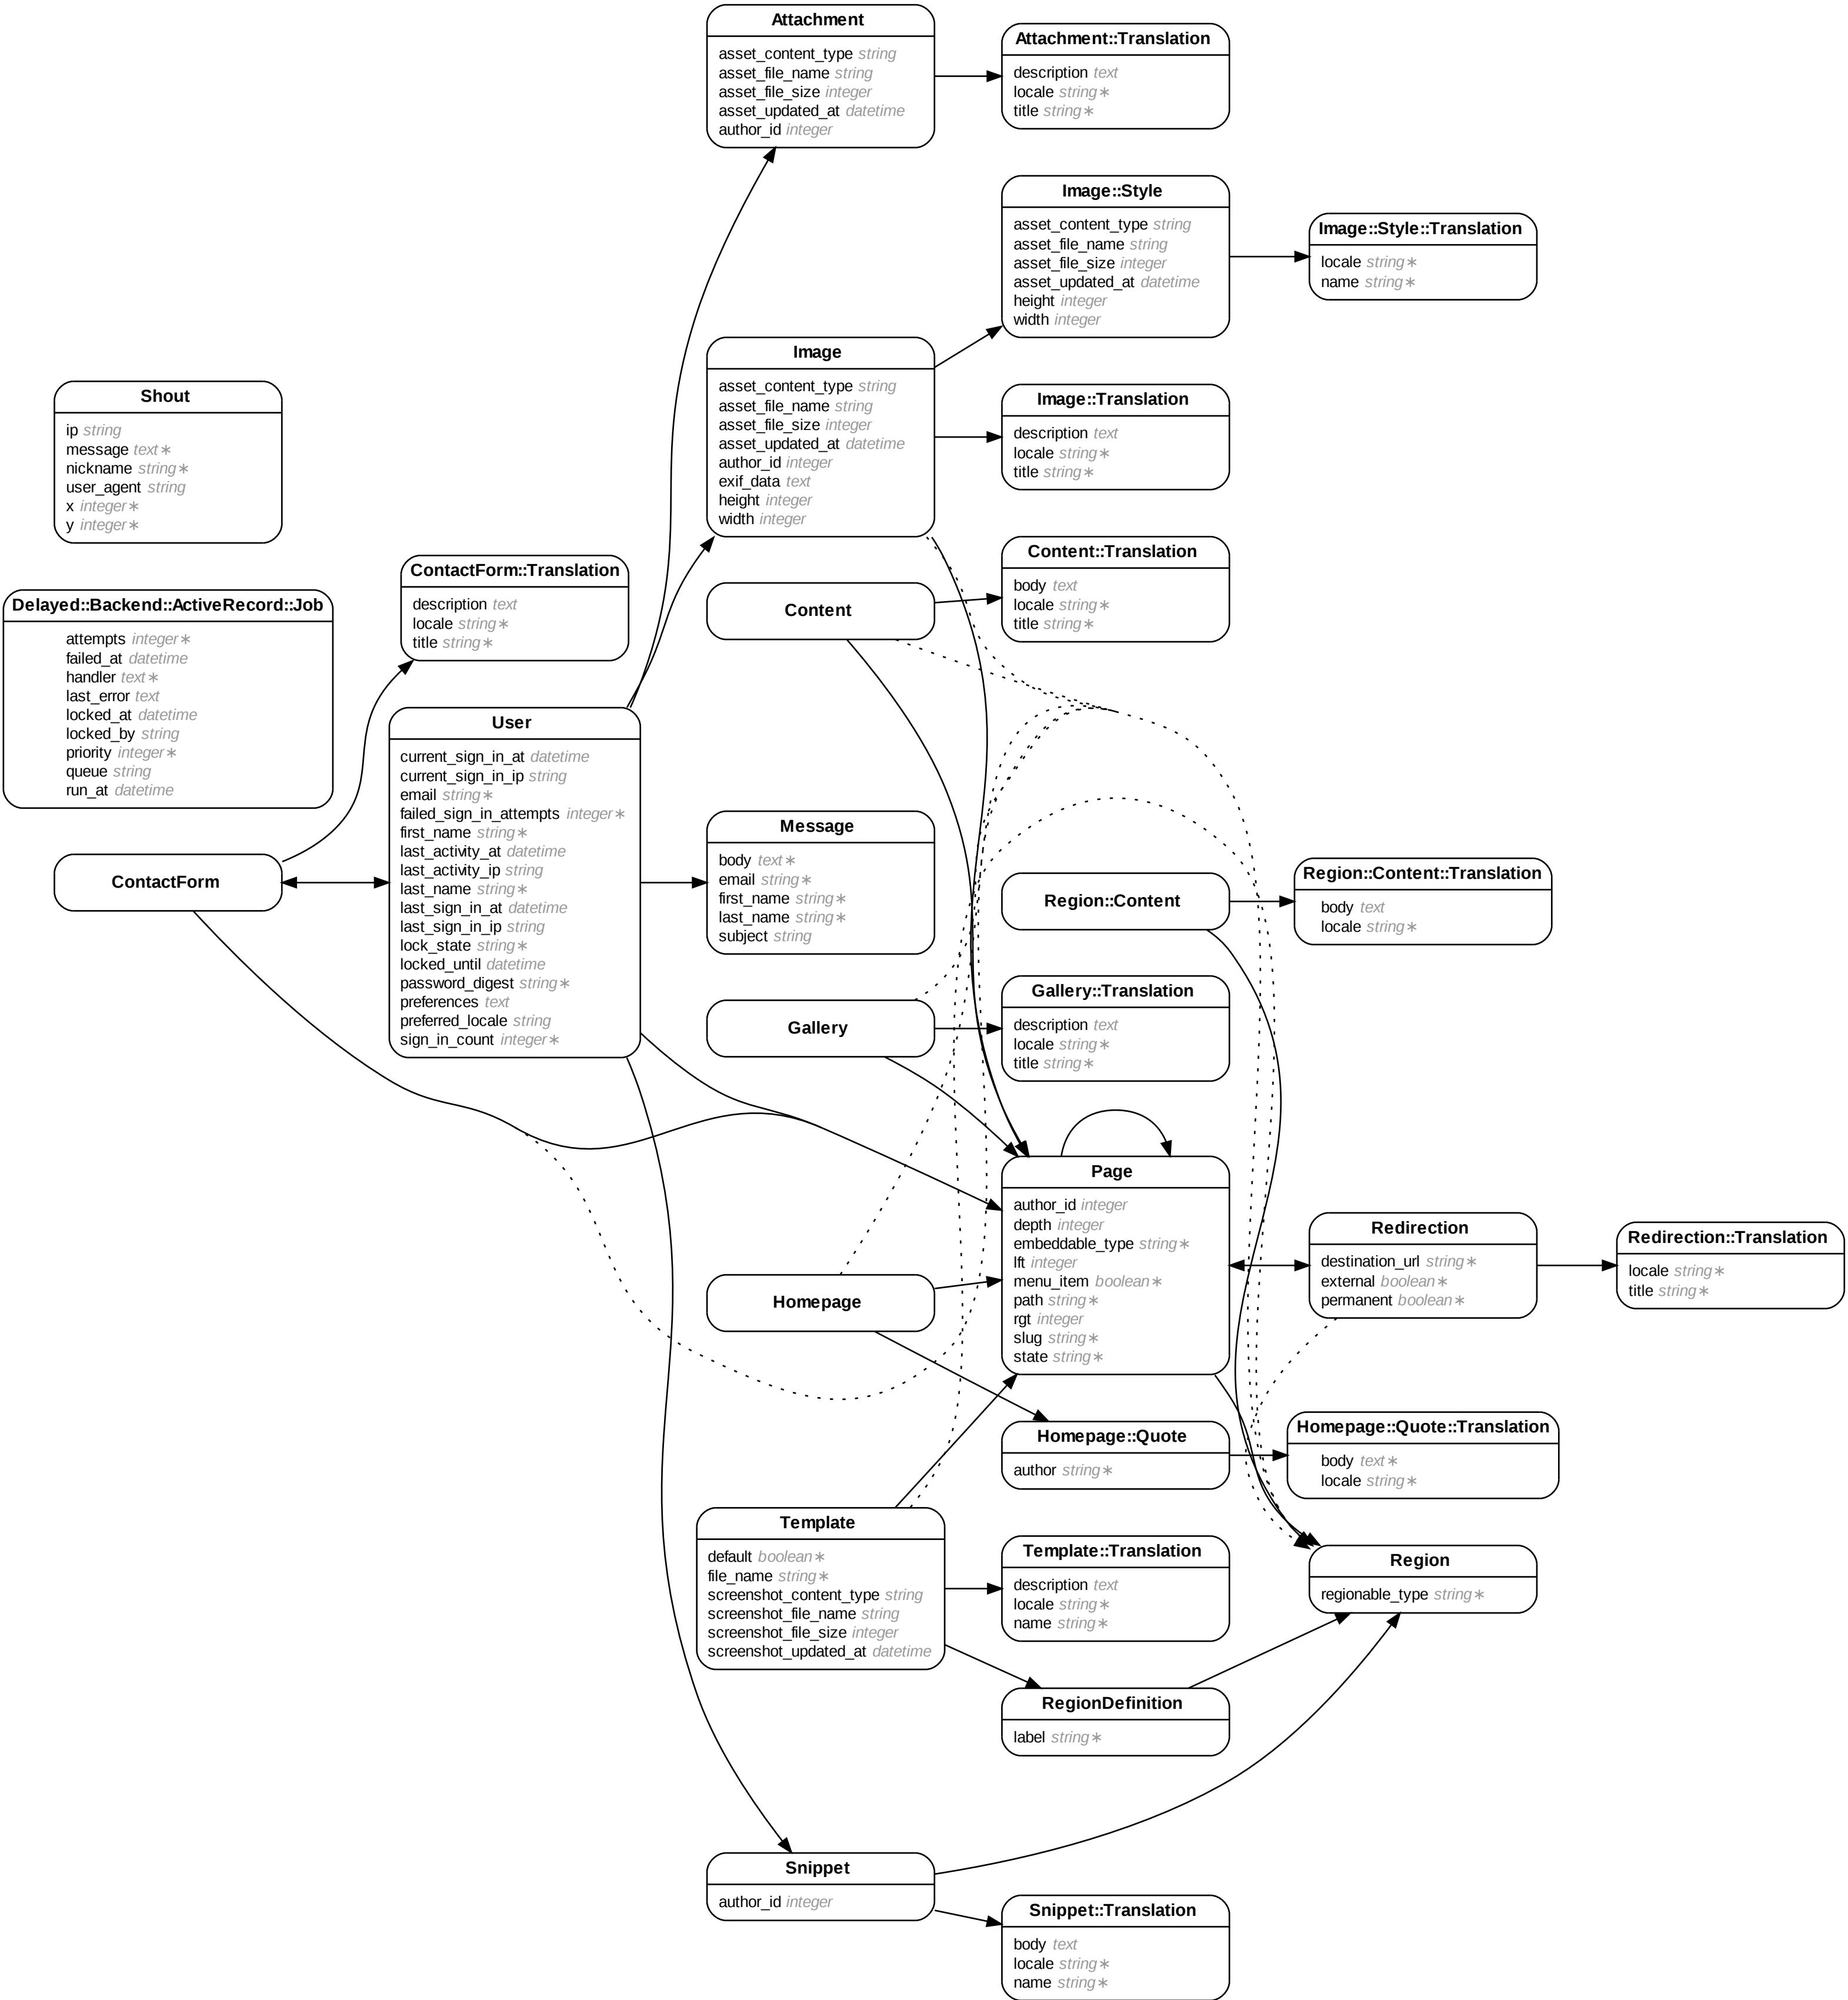 Attachment
asset_content_type string
asset_file_name string
asset_file_size integer
asset_updated_at datetime
author_id integer
Attachment::Translation
description text
locale string∗
title string∗
Image::Style
asset_content_type string
asset_file_name string
asset_file_size integer
asset_updated_at datetime
height integer
width integer
Image::Style::Translation
locale string∗
name string∗
Image
asset_content_type string
asset_file_name string
asset_file_size integer
asset_updated_at datetime
author_id integer
exif_data text
height integer
width integer
Image::Translation
description text
locale string∗
title string∗
Shout
ip string
message text∗
nickname string∗
user_agent string
x integer∗
y integer∗
ContactForm::Translation
description text
locale string∗
title string∗
Content
Content::Translation
body text
locale string∗
title string∗
Delayed::Backend::ActiveRecord::Job
attempts integer∗
failed_at datetime
handler text∗
last_error text
locked_at datetime
locked_by string
priority integer∗
queue string
run_at datetime
User
current_sign_in_at datetime
current_sign_in_ip string
email string∗
failed_sign_in_attempts integer∗
first_name string∗
last_activity_at datetime
last_activity_ip string
last_name string∗
last_sign_in_at datetime
last_sign_in_ip string
lock_state string∗
locked_until datetime
password_digest string∗
preferences text
preferred_locale string
sign_in_count integer∗
Message
body text∗
email string∗
first_name string∗
last_name string∗
subject string
ContactForm
Region::Content
Region::Content::Translation
body text
locale string∗
Gallery
Gallery::Translation
description text
locale string∗
title string∗
Page
author_id integer
depth integer
embeddable_type string∗
lft integer
menu_item boolean∗
path string∗
rgt integer
slug string∗
state string∗
Redirection
destination_url string∗
external boolean∗
permanent boolean∗
Redirection::Translation
locale string∗
title string∗
Homepage
Homepage::Quote
author string∗
Homepage::Quote::Translation
body text∗
locale string∗
Template
default boolean∗
file_name string∗
screenshot_content_type string
screenshot_file_name string
screenshot_file_size integer
screenshot_updated_at datetime
Template::Translation
description text
locale string∗
name string∗
Region
regionable_type string∗
RegionDefinition
label string∗
Snippet
author_id integer
Snippet::Translation
body text
locale string∗
name string∗